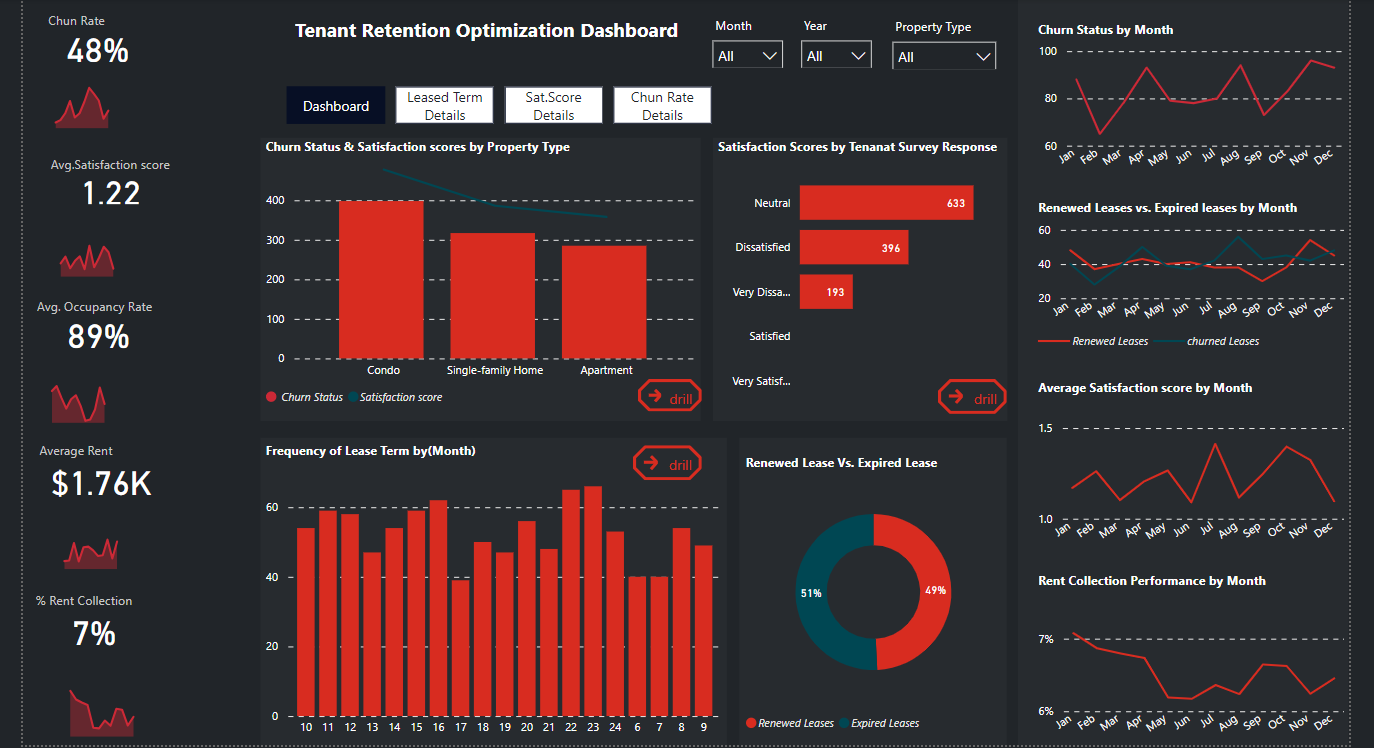 Chun Rate
48%
Avg.Satisfaction score
1.22
Avg. Occupancy Rate
89%
Average Rent
$1.76K
% Rent Collection
7%
Tenant Retention Optimization Dashboard
Month
All
Year
All
Property Type
All
Dashboard
Leased Term
Details
Sat.Score
Details
Chun Rate
Details
Churn Status & Satisfaction scores by Property Type
400
300
200
100
0
Condo
Single-family Home
Apartment
Churn Status
Satisfaction score
drill
Satisfaction Scores by Tenanat Survey Response
Neutral
633
Dissatisfied
396
Very Dissa...
193
Satisfied
Very Satisf...
drill
Frequency of Lease Term by(Month)
drill
60
40
20
0
10 11 12 13 14 15 16 17 18 19 20 21 22 23 24 6 7 8 9
Renewed Lease Vs. Expired Lease
51%
49%
Renewed Leases
Expired Leases
Churn Status by Month
100
80
60
Jan Feb Mar Apr May Jun Jul Aug Sep Oct Nov Dec
Renewed Leases vs. Expired leases by Month
60
40
20
Jan Feb Mar Apr May Jun Jul Aug Sep Oct Nov Dec
Renewed Leases
churned Leases
Average Satisfaction score by Month
1.5
1.0
Jan Feb Mar Apr May Jun Jul Aug Sep Oct Nov Dec
Rent Collection Performance by Month
7%
6%
Jan Feb Mar Apr May Jun Jul Aug Sep Oct Nov Dec